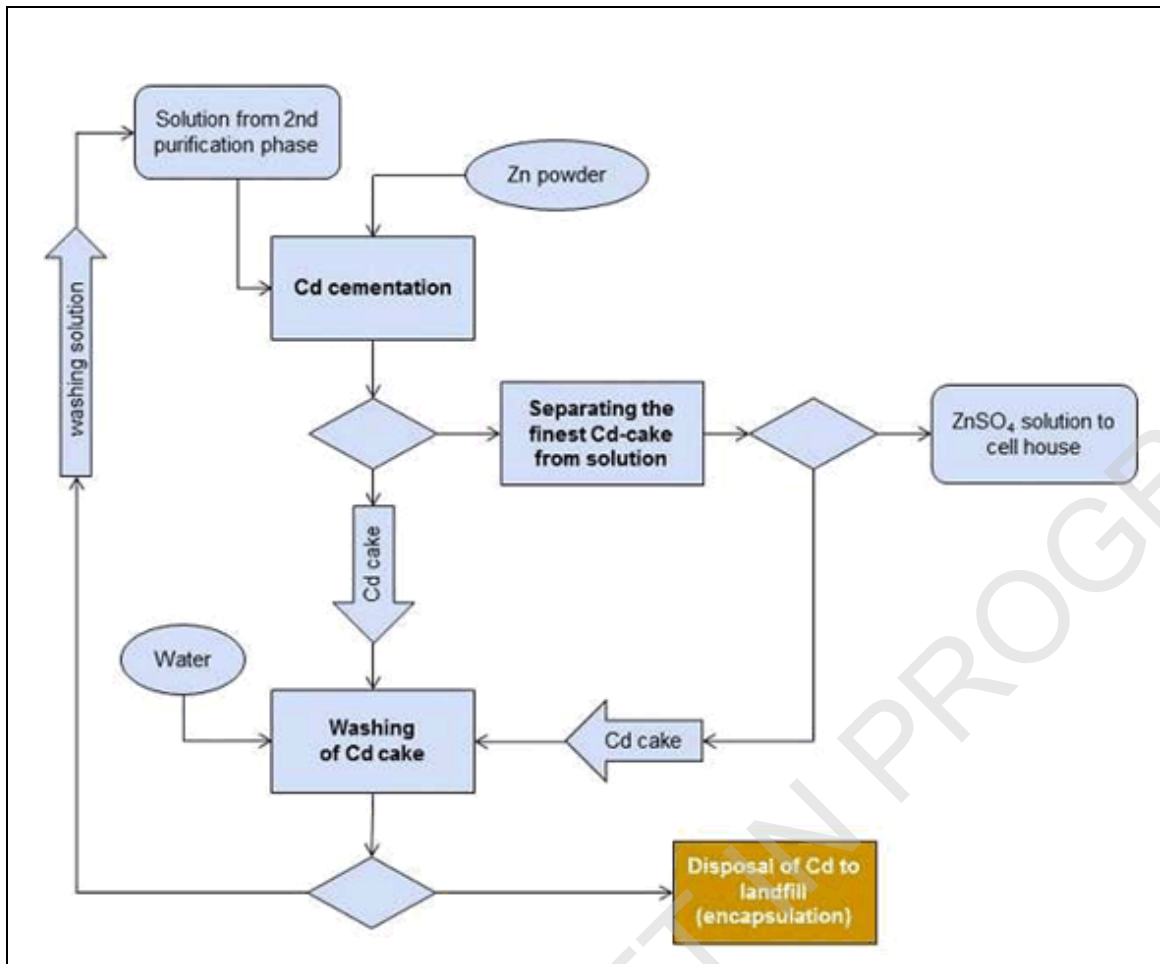 Solution from 2nd
purification phase
Zn powder
Cd cementation
washing solution
Separating the
finest Cd-cake
from solution
ZnSO₄ solution to
cell house
Cd cake
Water
Washing
of Cd cake
Cd cake
Disposal of Cd to
landfill
(encapsulation)
T IN PROGR